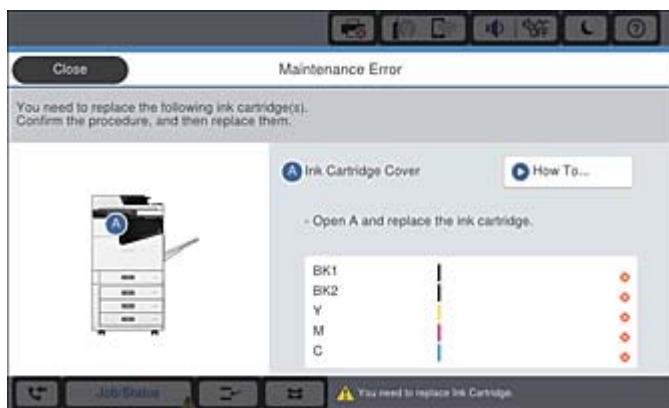 OFF
?
Close
Maintenance Error
You need to replace the following ink cartridge(s).
Confirm the procedure, and then replace them.
A Ink Cartridge Cover
How To...
A
- Open A and replace the ink cartridge.
BK1
BK2
Y
M
C
Job/Status
You need to replace Ink Cartridge.